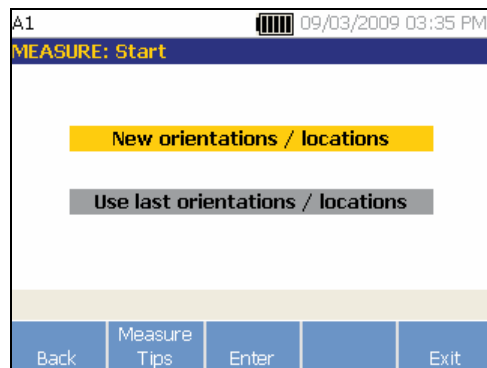 A1 09/03/2009 03:35 PM
MEASURE: Start
New orientations / locations
Use last orientations / locations
Measure
Back Tips Enter Exit